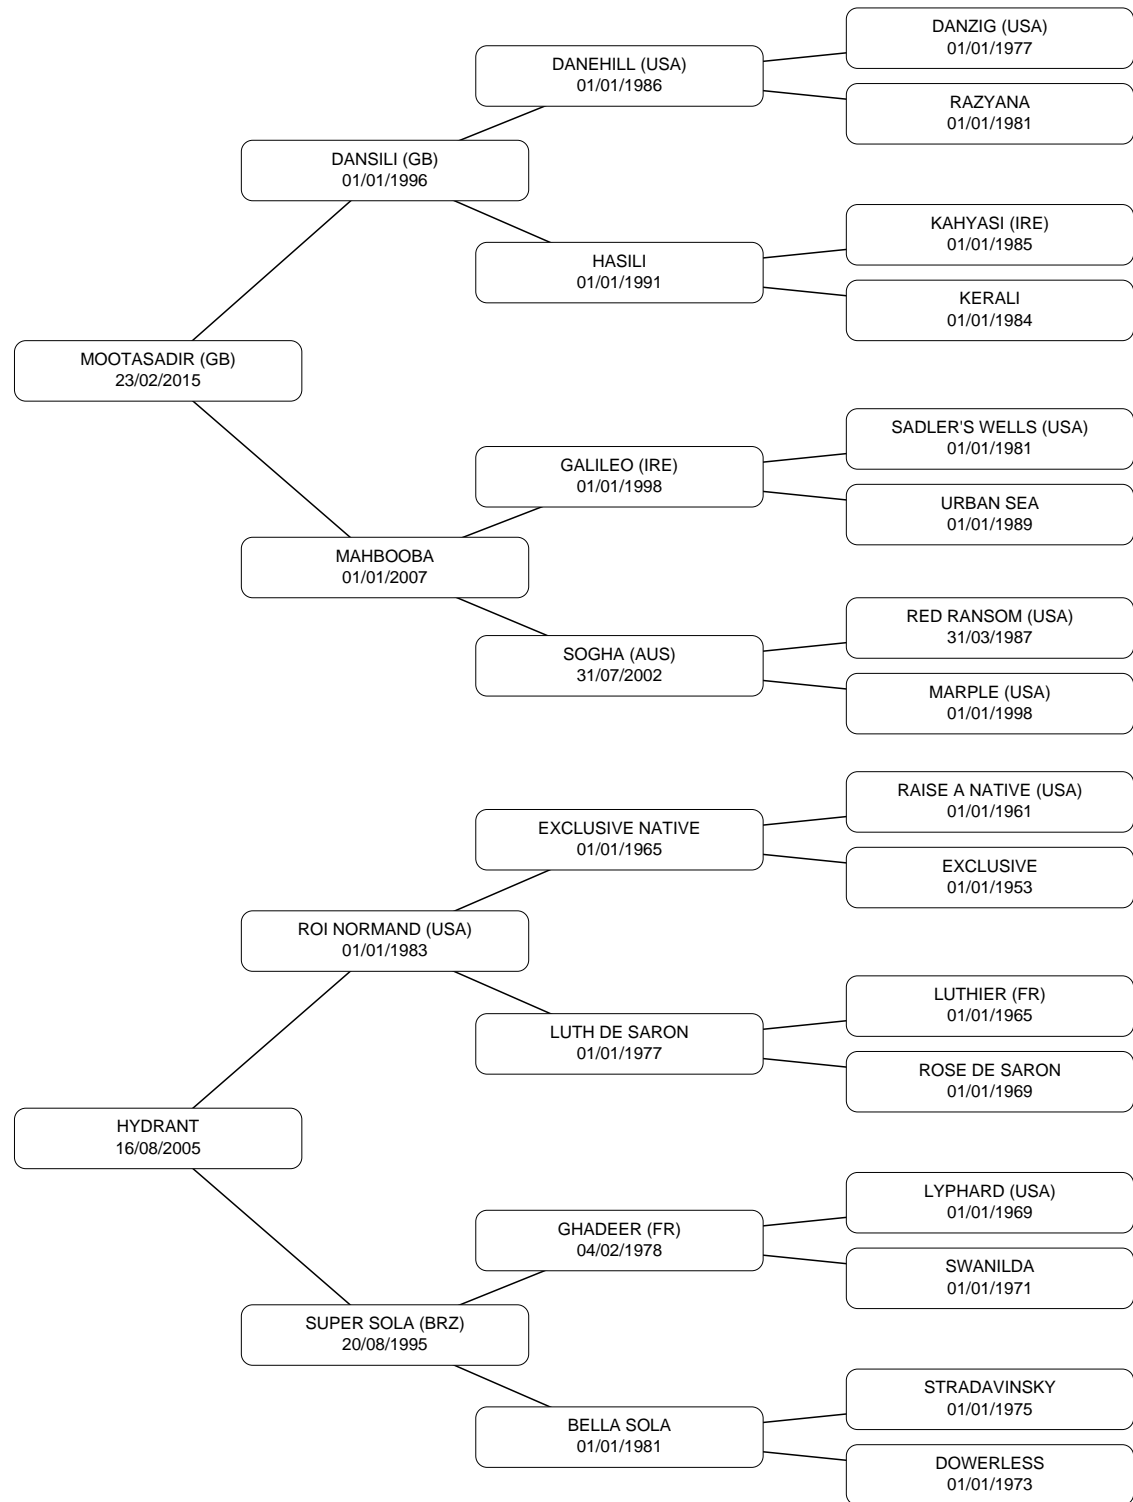 DANZIG (USA)
01/01/1977
DANEHILL (USA)
01/01/1986
RAZYANA
01/01/1981
DANSILI (GB)
01/01/1996
KAHYASI (IRE)
01/01/1985
HASILI
01/01/1991
KERALI
01/01/1984
MOOTASADIR (GB)
23/02/2015
SADLER'S WELLS (USA)
01/01/1981
GALILEO (IRE)
01/01/1998
URBAN SEA
01/01/1989
MAHBOOBA
01/01/2007
RED RANSOM (USA)
31/03/1987
SOGHA (AUS)
31/07/2002
MARPLE (USA)
01/01/1998
RAISE A NATIVE (USA)
01/01/1961
EXCLUSIVE NATIVE
01/01/1965
EXCLUSIVE
01/01/1953
ROI NORMAND (USA)
01/01/1983
LUTHIER (FR)
01/01/1965
LUTH DE SARON
01/01/1977
ROSE DE SARON
01/01/1969
HYDRANT
16/08/2005
LYPHARD (USA)
01/01/1969
GHADEER (FR)
04/02/1978
SWANILDA
01/01/1971
SUPER SOLA (BRZ)
20/08/1995
STRADAVINSKY
01/01/1975
BELLA SOLA
01/01/1981
DOWERLESS
01/01/1973